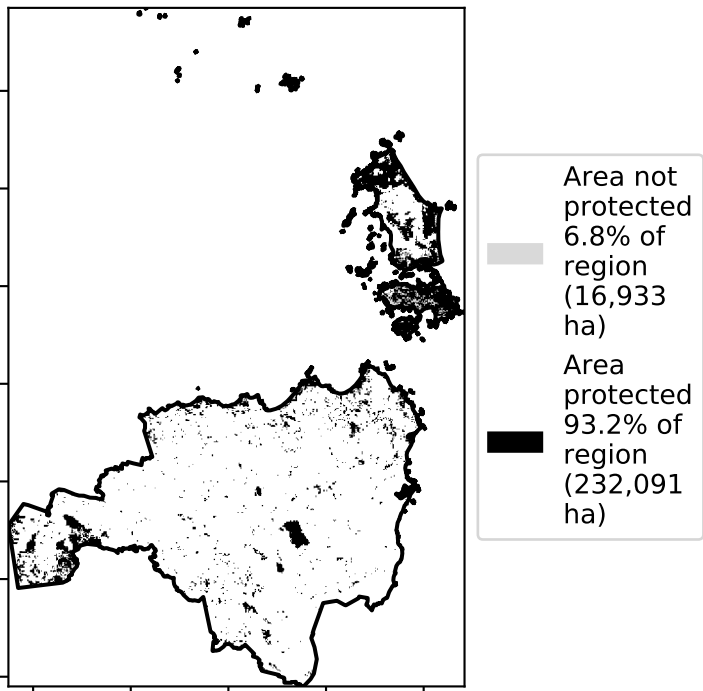 Area not
protected
6.8% of
region
(16,933
ha)
Area
protected
93.2% of
region
(232,091
ha)